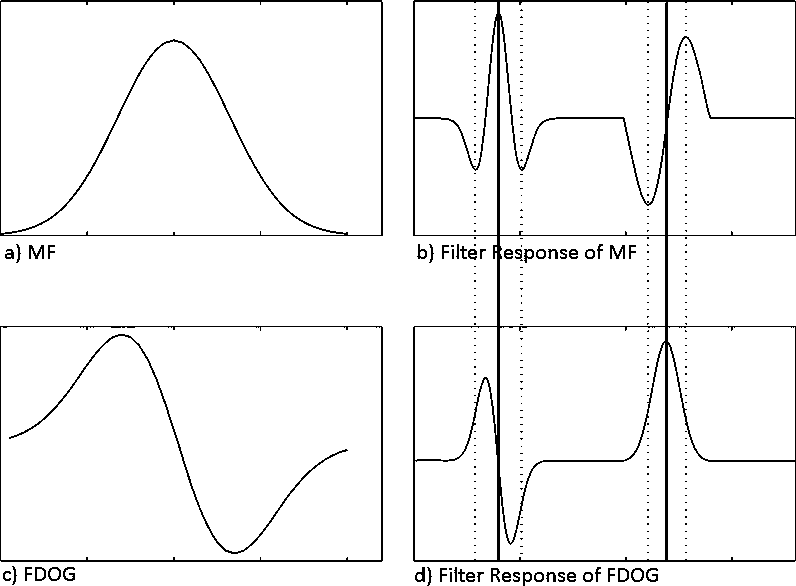 a) MF
b) Filter Response of MF
c) FDOG
d) Filter Response of FDOG